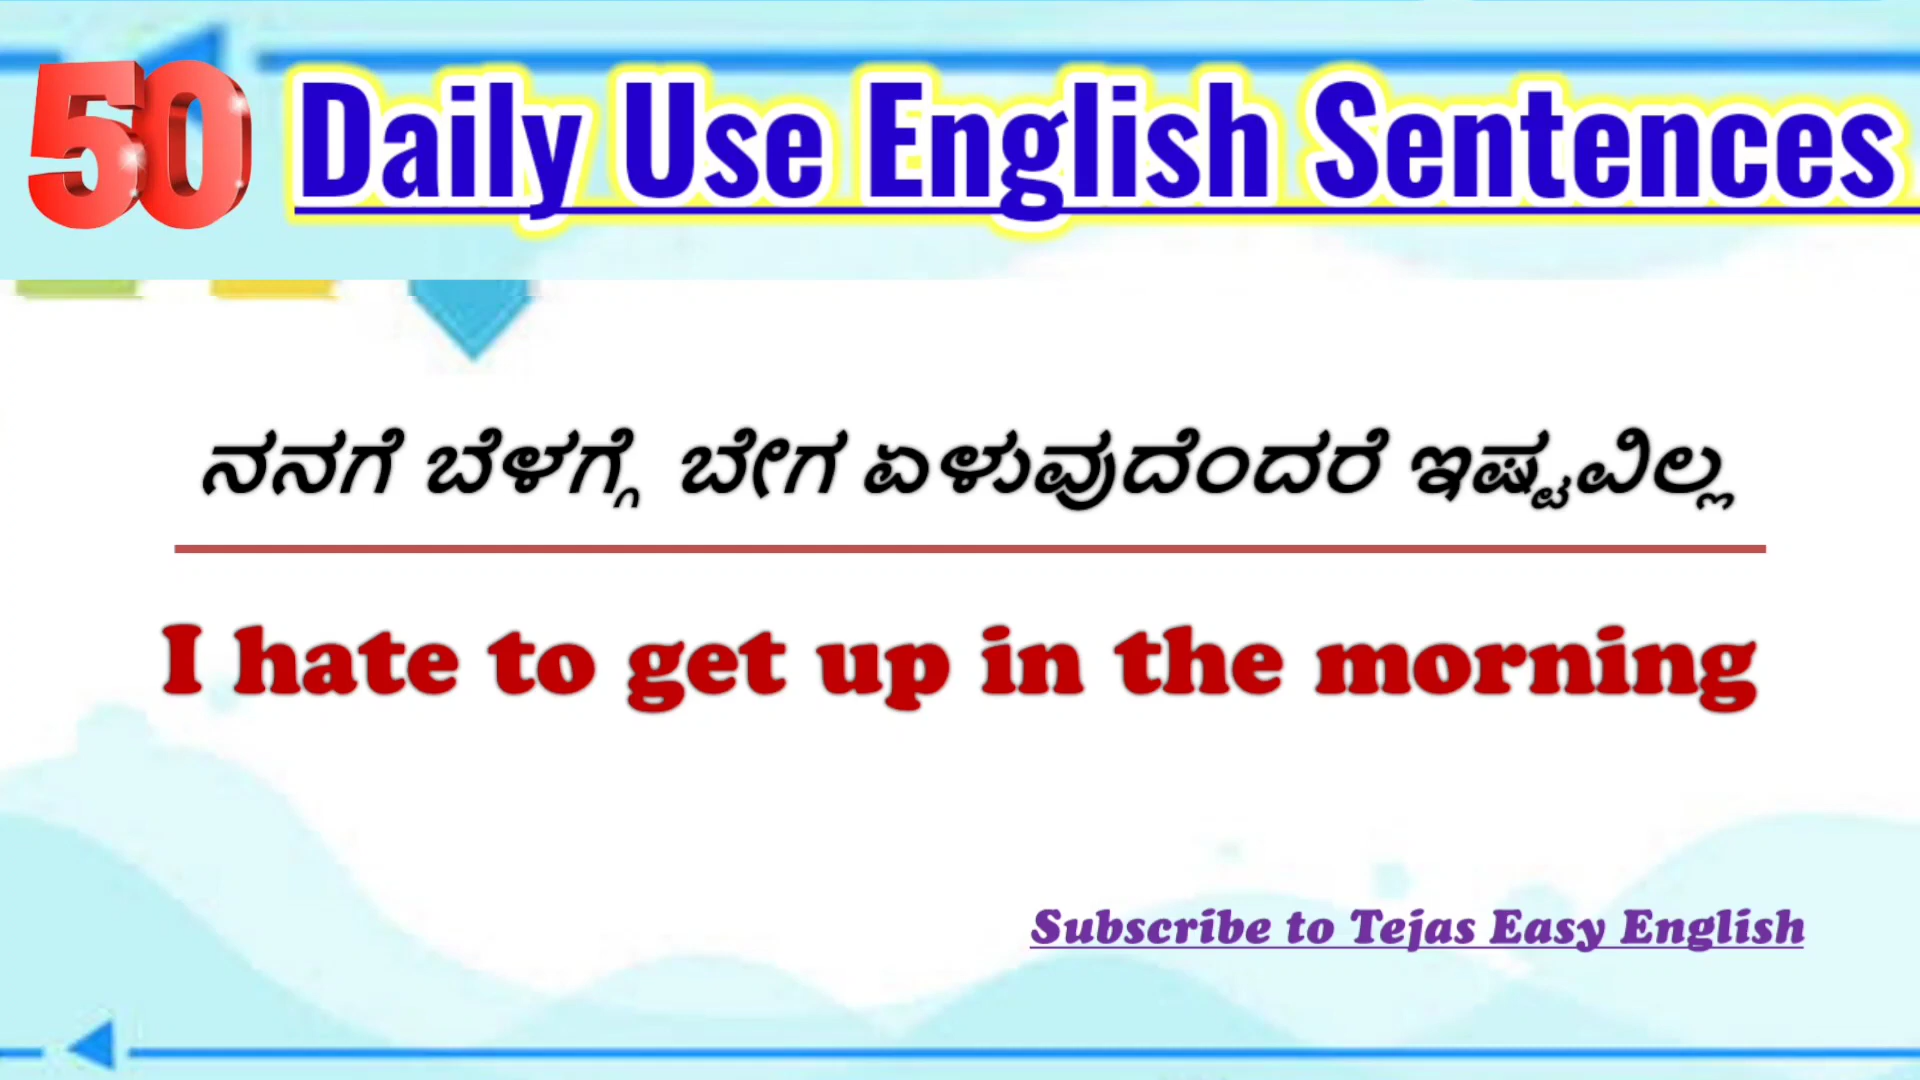 50 Daily Use English Sentences
ನನಗೆ ಬೆಳಗ್ಗೆ ಬೇಗ ಏಳುವುದೆಂದರೆ ಇಷ್ಟವಿಲ್ಲ
I hate to get up in the morning
Subscribe to Tejas Easy English